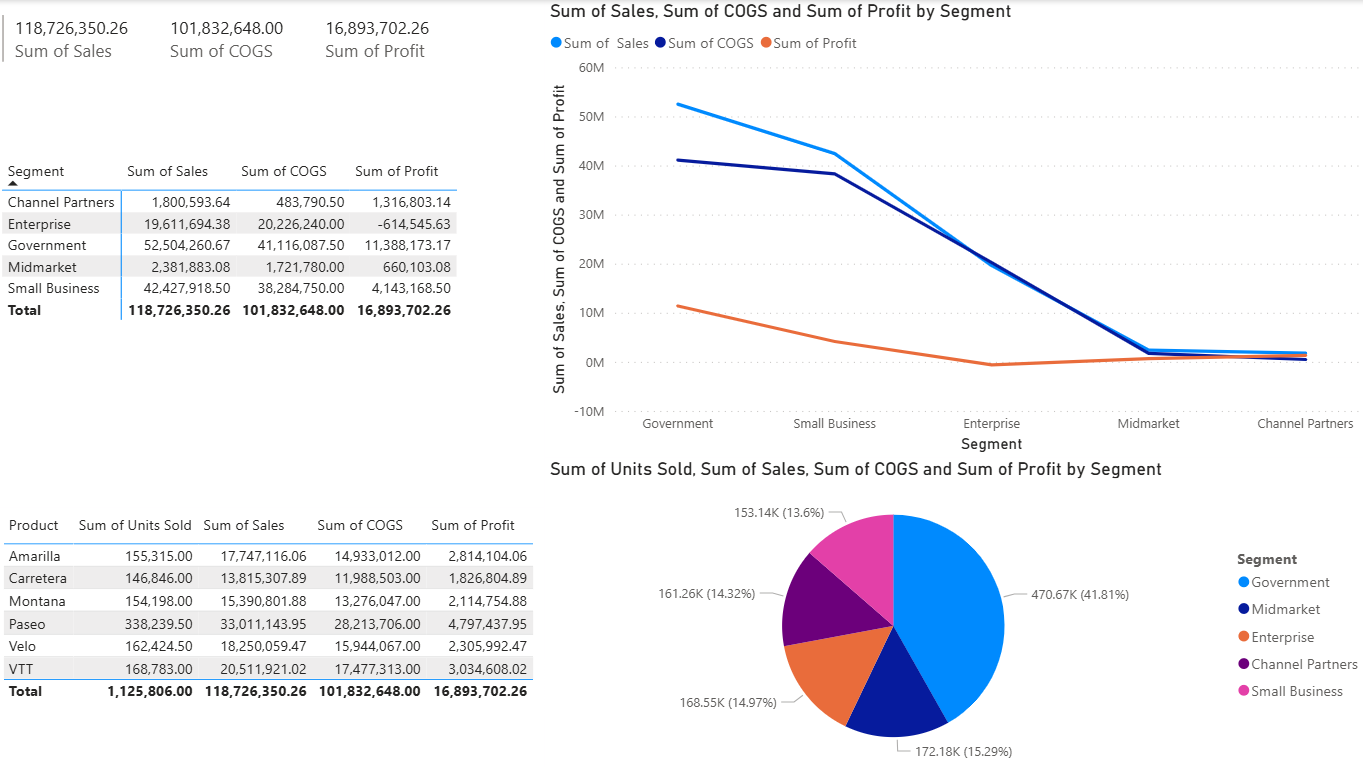 118,726,350.26 101,832,648.00 16,893,702.26
Sum of Sales Sum of COGS Sum of Profit
Segment Sum of Sales Sum of COGS Sum of Profit
Channel Partners 1,800,593.64 483,790.50 1,316,803.14
Enterprise 19,611,694.38 20,226,240.00 -614,545.63
Government 52,504,260.67 41,116,087.50 11,388,173.17
Midmarket 2,381,883.08 1,721,780.00 660,103.08
Small Business 42,427,918.50 38,284,750.00 4,143,168.50
Total 118,726,350.26 101,832,648.00 16,893,702.26
Product Sum of Units Sold Sum of Sales Sum of COGS Sum of Profit
Amarilla 155,315.00 17,747,116.06 14,933,012.00 2,814,104.06
Carretera 146,846.00 13,815,307.89 11,988,503.00 1,826,804.89
Montana 154,198.00 15,390,801.88 13,276,047.00 2,114,754.88
Paseo 338,239.50 33,011,143.95 28,213,706.00 4,797,437.95
Velo 162,424.50 18,250,059.47 15,944,067.00 2,305,992.47
VTT 168,783.00 20,511,921.02 17,477,313.00 3,034,608.02
Total 1,125,806.00 118,726,350.26 101,832,648.00 16,893,702.26
Sum of Sales, Sum of COGS and Sum of Profit by Segment
Sum of Sales Sum of COGS Sum of Profit
Sum of Sales, Sum of COGS and Sum of Profit
60M
50M
40M
30M
20M
10M
0M
-10M
Government Small Business Enterprise Midmarket Channel Partners
Segment
Sum of Units Sold, Sum of Sales, Sum of COGS and Sum of Profit by Segment
153.14K (13.6%)
161.26K (14.32%)
470.67K (41.81%)
168.55K (14.97%)
172.18K (15.29%)
Segment
Government
Midmarket
Enterprise
Channel Partners
Small Business